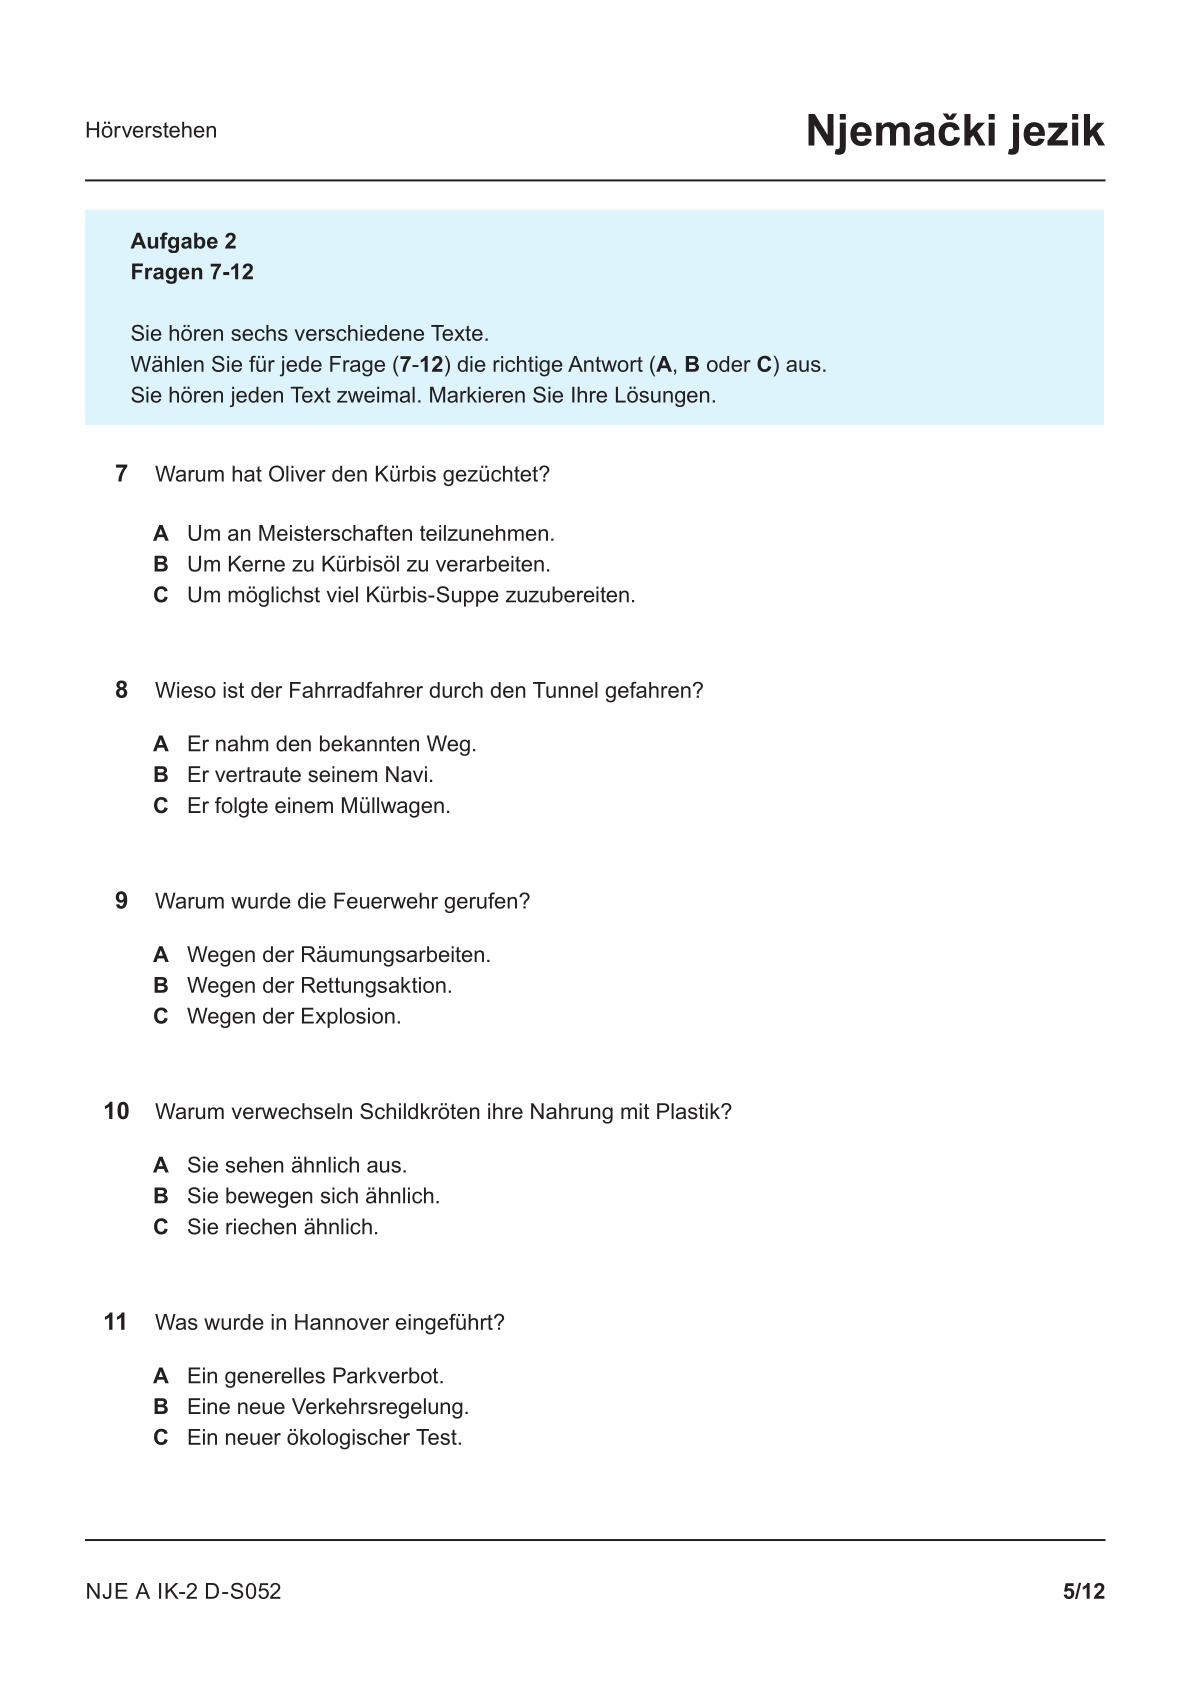 Hörverstehen
Njemački jezik
Aufgabe 2
Fragen 7-12
Sie hören sechs verschiedene Texte.
Wählen Sie für jede Frage (7-12) die richtige Antwort (A, B oder C) aus.
Sie hören jeden Text zweimal. Markieren Sie Ihre Lösungen.
7 Warum hat Oliver den Kürbis gezüchtet?
A Um an Meisterschaften teilzunehmen.
B Um Kerne zu Kürbisöl zu verarbeiten.
C Um möglichst viel Kürbis-Suppe zuzubereiten.
8 Wieso ist der Fahrradfahrer durch den Tunnel gefahren?
A Er nahm den bekannten Weg.
B Er vertraute seinem Navi.
C Er folgte einem Müllwagen.
9 Warum wurde die Feuerwehr gerufen?
A Wegen der Räumungsarbeiten.
B Wegen der Rettungsaktion.
C Wegen der Explosion.
10 Warum verwechseln Schildkröten ihre Nahrung mit Plastik?
A Sie sehen ähnlich aus.
B Sie bewegen sich ähnlich.
C Sie riechen ähnlich.
11 Was wurde in Hannover eingeführt?
A Ein generelles Parkverbot.
B Eine neue Verkehrsregelung.
C Ein neuer ökologischer Test.
NJE A IK-2 D-S052
5/12